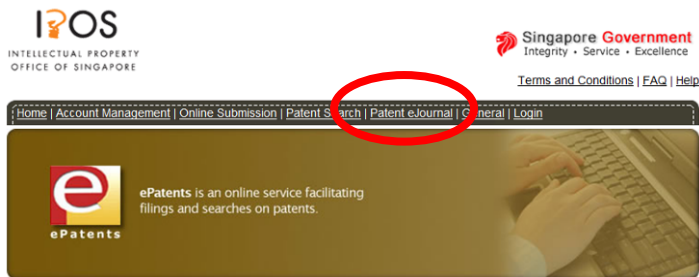 IPOS
INTELLECTUAL PROPERTY
OFFICE OF SINGAPORE
Singapore Government
Integrity • Service • Excellence
Terms and Conditions | FAQ | Help
Home | Account Management | Online Submission | Patent Search | Patent eJournal | General | Login
e
ePatents
ePatents is an online service facilitating
filings and searches on patents.